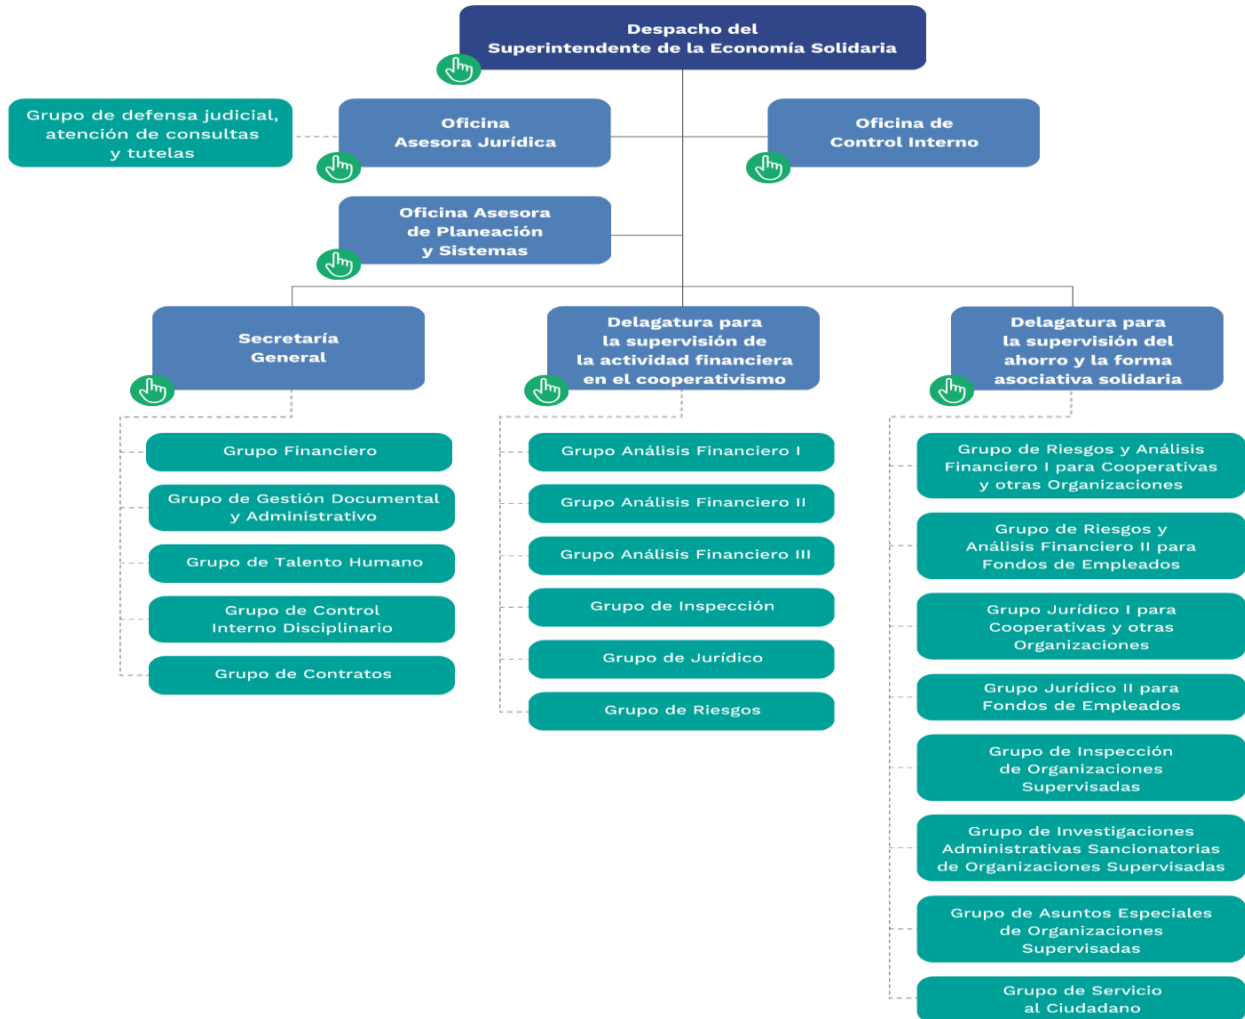 Despacho del
Superintendente de la Economía Solidaria
Grupo de defensa judicial,
atención de consultas
y tutelas
Oficina
Asesora Jurídica
Oficina de
Control Interno
Oficina Asesora
de Planeación
y Sistemas
Secretaría
General
Grupo Financiero
Grupo de Gestión Documental
y Administrativo
Grupo de Talento Humano
Grupo de Control
Interno Disciplinario
Grupo de Contratos
Delagatura para
la supervisión de
la actividad financiera
en el cooperativismo
Grupo Análisis Financiero I
Grupo Análisis Financiero II
Grupo Análisis Financiero III
Grupo de Inspección
Grupo de Jurídico
Grupo de Riesgos
Delagatura para
la supervisión del
ahorro y la forma
asociativa solidaria
Grupo de Riesgos y Análisis
Financiero I para Cooperativas
y otras Organizaciones
Grupo de Riesgos y
Análisis Financiero II para
Fondos de Empleados
Grupo Jurídico I para
Cooperativas y otras
Organizaciones
Grupo Jurídico II para
Fondos de Empleados
Grupo de Inspección
de Organizaciones
Supervisadas
Grupo de Investigaciones
Administrativas Sancionatorias
de Organizaciones Supervisadas
Grupo de Asuntos Especiales
de Organizaciones
Supervisadas
Grupo de Servicio
al Ciudadano